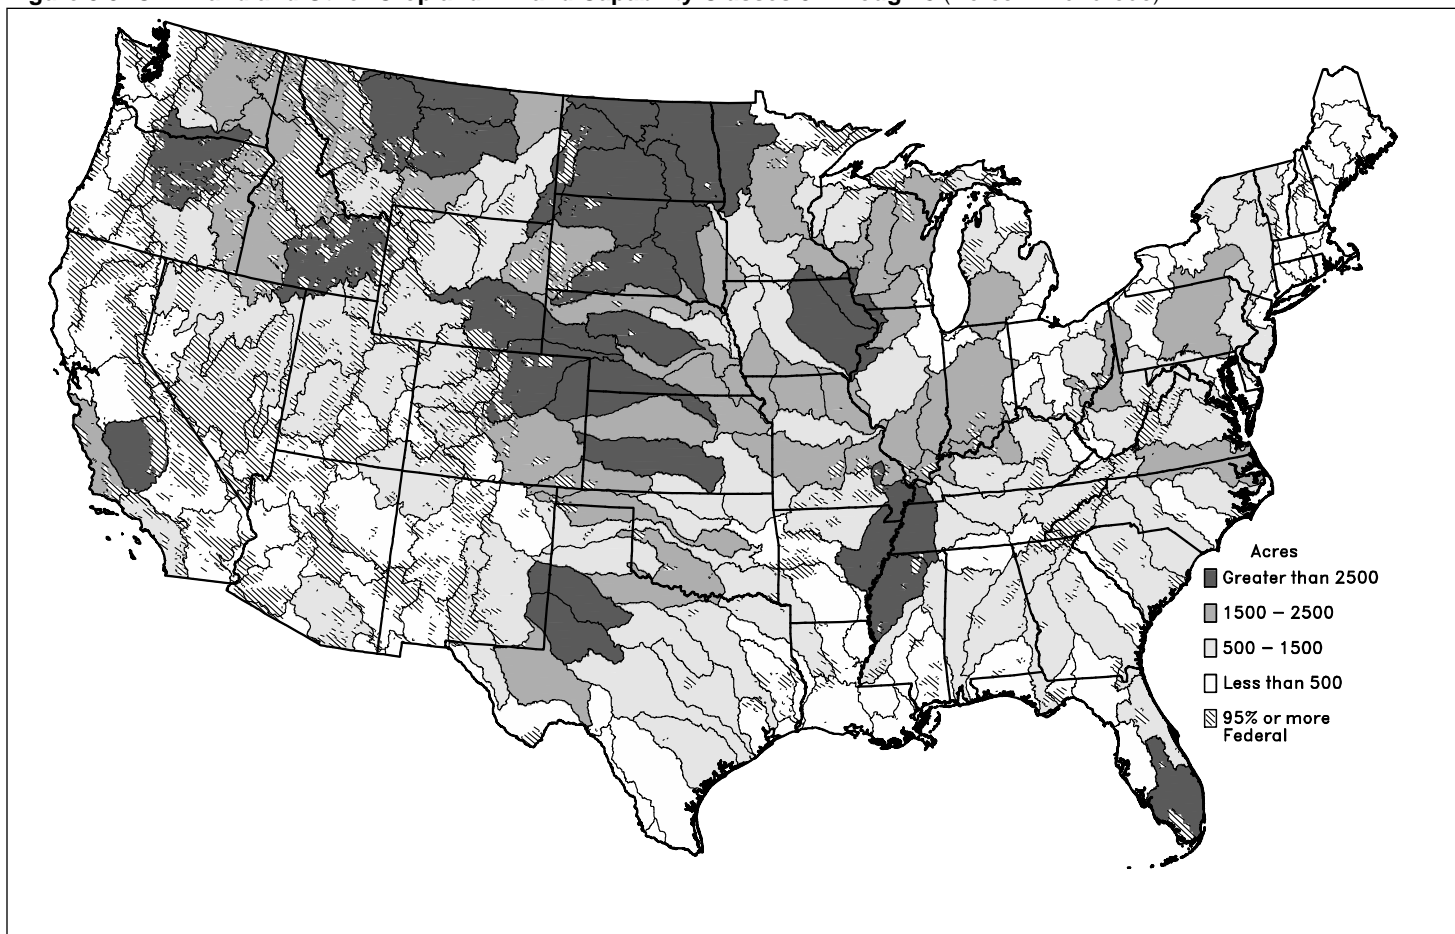 Acres
Greater than 2500
1500 – 2500
500 – 1500
Less than 500
95% or more
Federal